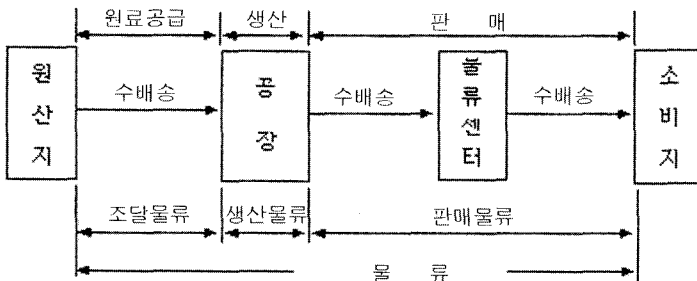 원료공급 생산 판 매
원산지
수배송
공장
수배송
물류센터
수배송
소비지
조달물류 생산물류 판매물류
물 류